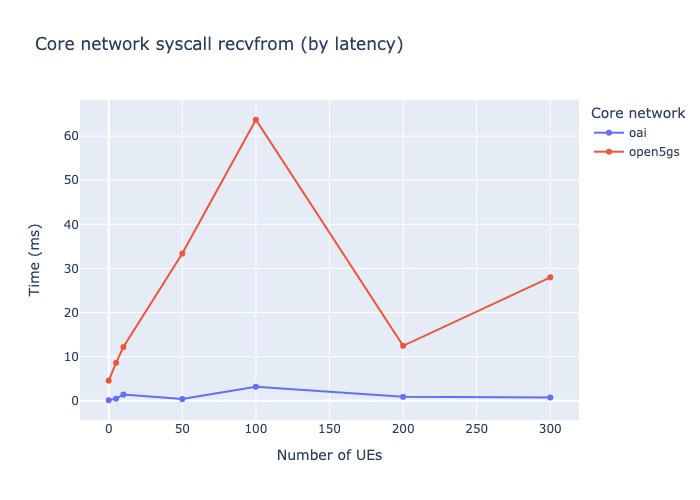 Core network syscall recvfrom (by latency)
Core network
oai
open5gs
60
50
40
30
20
10
0
Time (ms)
0 50 100 150 200 250 300
Number of UEs